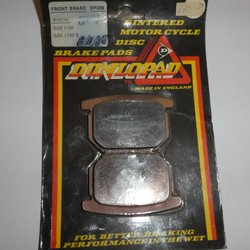 FRONT BRAKE DP206
SUZUKI
GSX 1100
GSX 1100 S
SINTERED
MOTOR CYCLE
DISC
BRAKE PADS
DUNLOPAD
MADE IN ENGLAND
FOR BETTER BRAKING
PERFORMANCE IN THE WET